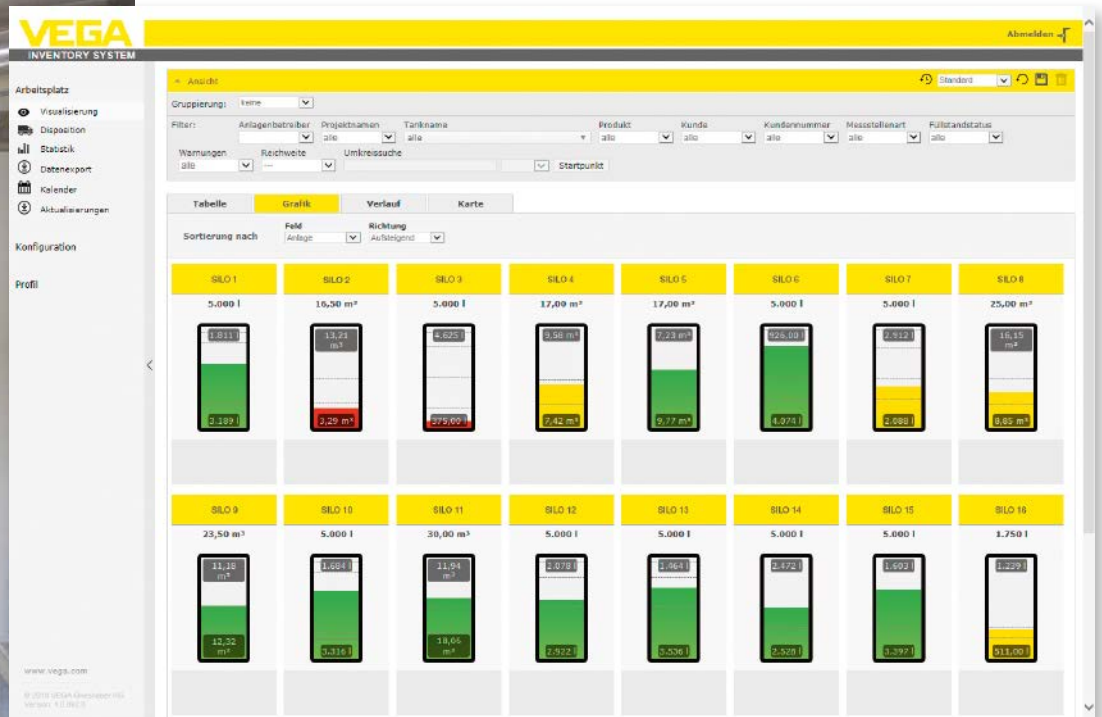 VEGA
INVENTORY SYSTEM
Abmelden
Arbeitsplatz
Visualisierung
Disposition
Statistik
Datenexport
Kalender
Aktualisierungen
Konfiguration
Profil
Ansicht
Standard
Gruppierung: keine
Filter: Anlagenbetreiber Projektnamen Tankname Produkt Kunde Kundennummer Messstellenart Füllstandstatus
alle alle alle alle alle alle alle
Warnungen Reichweite Umkreissuche
alle --- Startpunkt
Tabelle Grafik Verlauf Karte
Sortierung nach
Feld Richtung
Anlage Aufsteigend
SILO 1 SILO 2 SILO 3 SILO 4 SILO 5 SILO 6 SILO 7 SILO 8
5.000 l 16,50 m³ 5.000 l 17,00 m³ 17,00 m³ 5.000 l 5.000 l 25,00 m³
1.811 l 13,21 m³ 4.625 l 9,58 m³ 7,23 m³ 926,00 l 2.912 l 16,15 m³
3.189 l 3,29 m³ 375,00 l 7,42 m³ 9,77 m³ 4.074 l 2.088 l 8,85 m³
SILO 9 SILO 10 SILO 11 SILO 12 SILO 13 SILO 14 SILO 15 SILO 16
23,50 m³ 5.000 l 30,00 m³ 5.000 l 5.000 l 5.000 l 5.000 l 1.750 l
11,18 m³ 1.684 l 11,94 m³ 2.078 l 1.464 l 2.472 l 1.603 l 1.239 l
12,32 m³ 3.316 l 18,06 m³ 2.922 l 3.536 l 2.528 l 3.397 l 511,00 l
www.vega.com
VEGA Grieshaber KG